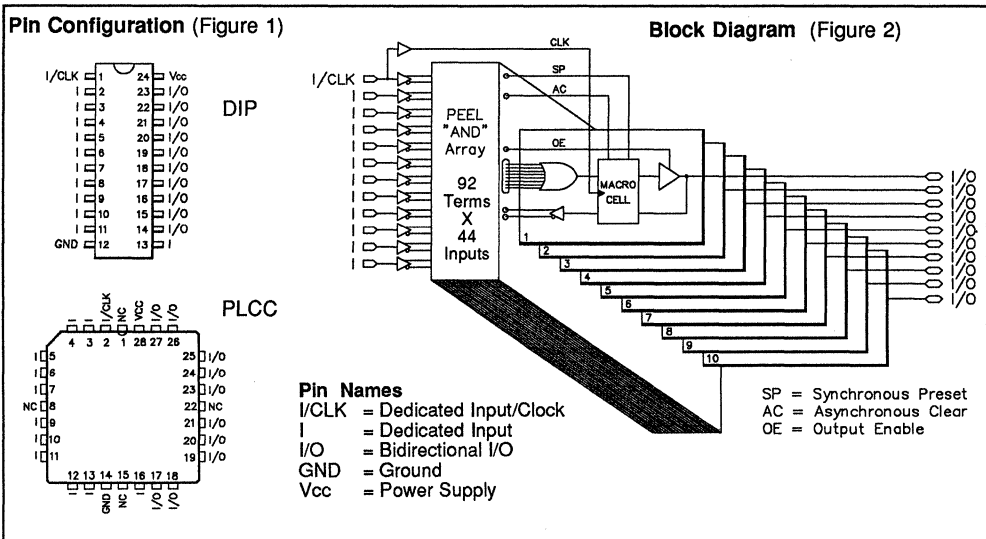 Pin Configuration (Figure 1)
I/CLK 1 24 Vcc
I 2 23 I/O
I 3 22 I/O
I 4 21 I/O
I 5 20 I/O
I 6 19 I/O
I 7 18 I/O
I 8 17 I/O
I 9 16 I/O
I 10 15 I/O
I 11 14 I/O
GND 12 13 I
DIP
PLCC
I I I/CLK NC VCC I/O I/O
4 3 2 1 28 27 26
I 5 25 I/O
I 6 24 I/O
I 7 23 I/O
NC 8 22 NC
I 9 21 I/O
I 10 20 I/O
I 11 19 I/O
12 13 14 15 16 17 18
I I GND NC I I/O I/O
Block Diagram (Figure 2)
CLK
SP
AC
OE
I/CLK
I
I
I
I
I
I
I
I
I
I
I
PEEL
"AND"
Array
92
Terms
X
44
Inputs
MACRO
CELL
1
2
3
4
5
6
7
8
9
10
I/O
I/O
I/O
I/O
I/O
I/O
I/O
I/O
I/O
I/O
Pin Names
I/CLK = Dedicated Input/Clock
I = Dedicated Input
I/O = Bidirectional I/O
GND = Ground
Vcc = Power Supply
SP = Synchronous Preset
AC = Asynchronous Clear
OE = Output Enable